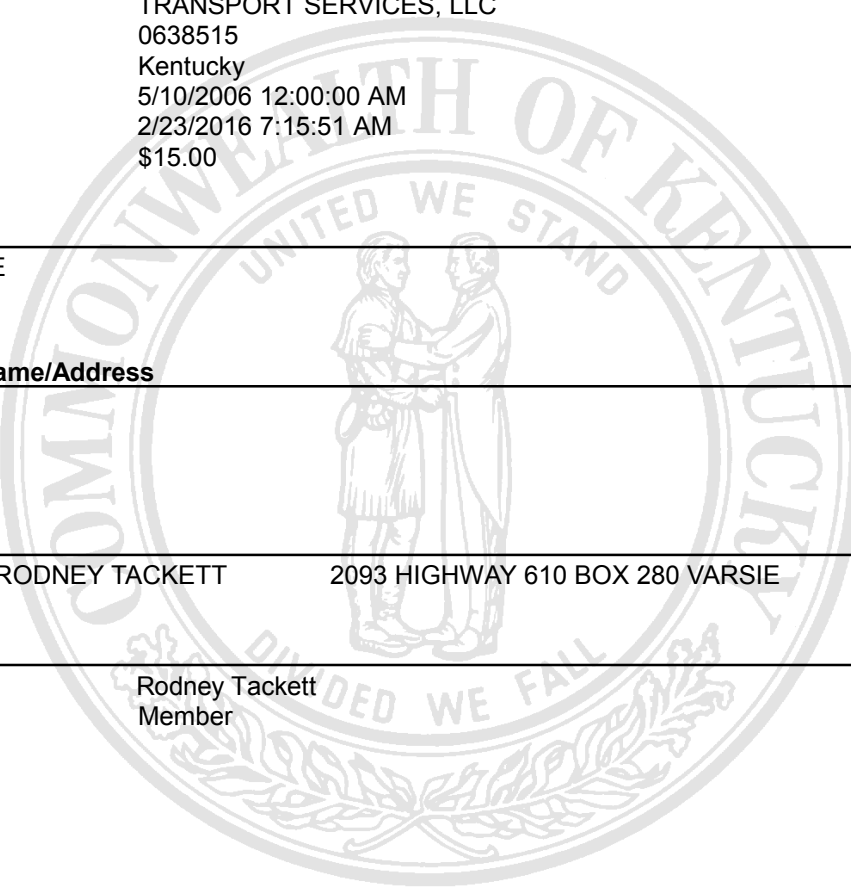 TRANSPORT SERVICES, LLC
0638515
Kentucky
5/10/2006 12:00:00 AM
2/23/2016 7:15:51 AM
$15.00
COMMONWEALTH OF KENTUCKY
UNITED WE STAND
E
ame/Address
RODNEY TACKETT 2093 HIGHWAY 610 BOX 280 VARSIE
DIVIDED WE FALL
Rodney Tackett
Member